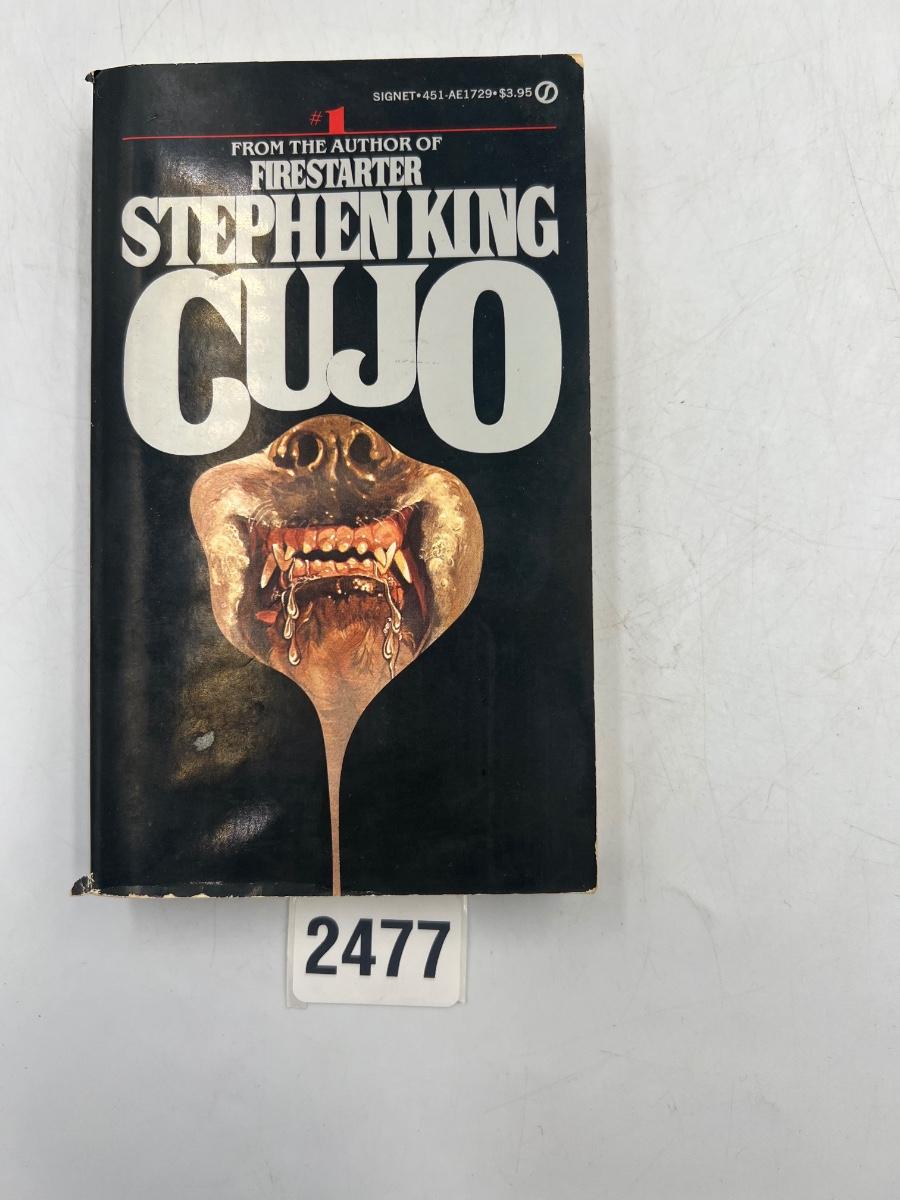 SIGNET•451-AE1729•$3.95
#1
FROM THE AUTHOR OF
FIRESTARTER
STEPHEN KING
CUJO
2477